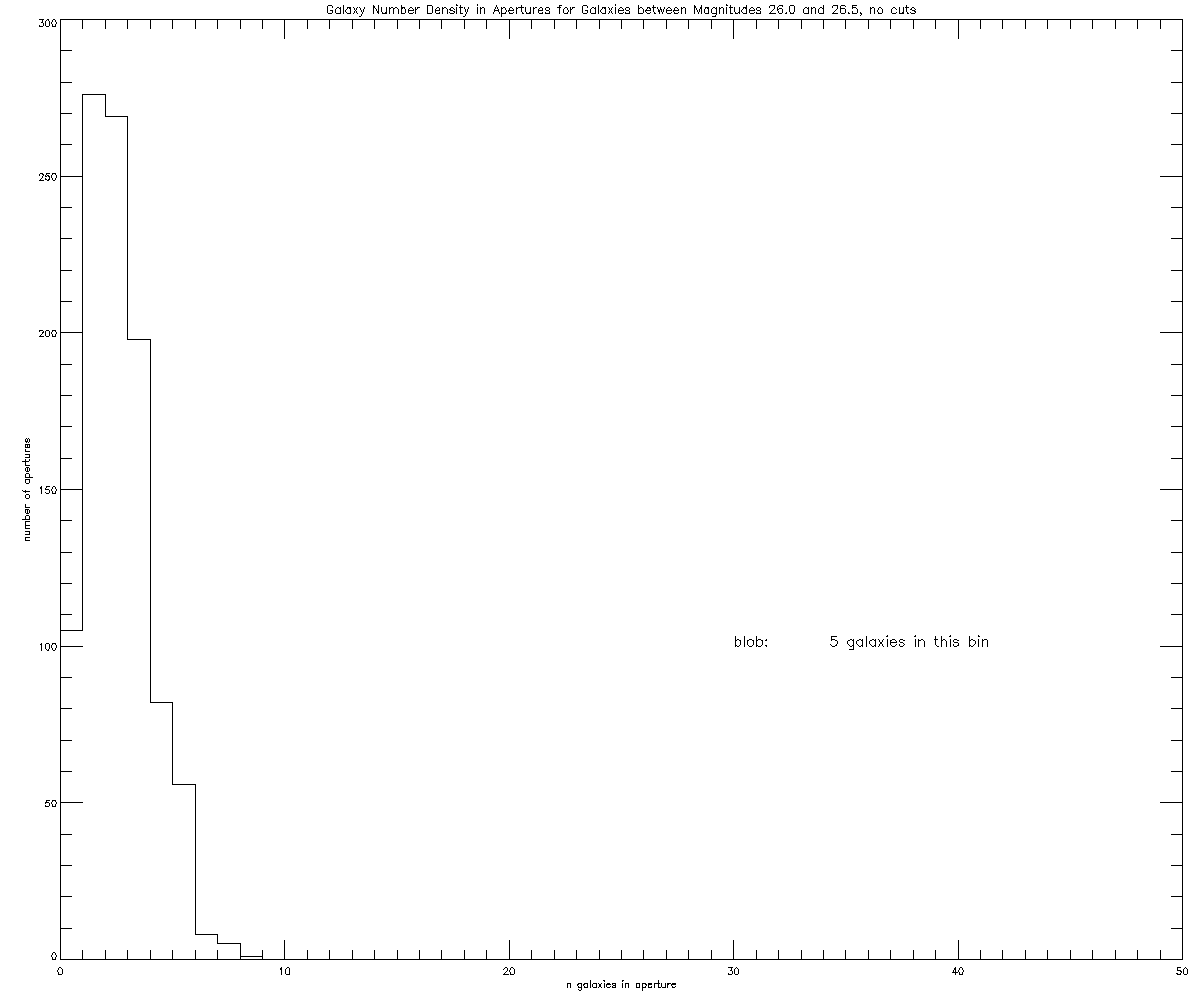 Galaxy Number Density in Apertures for Galaxies between Magnitudes 26.0 and 26.5, no cuts
300
250
200
150
100
50
0
number of apertures
blob: 5 galaxies in this bin
0 10 20 30 40 50
n galaxies in aperture